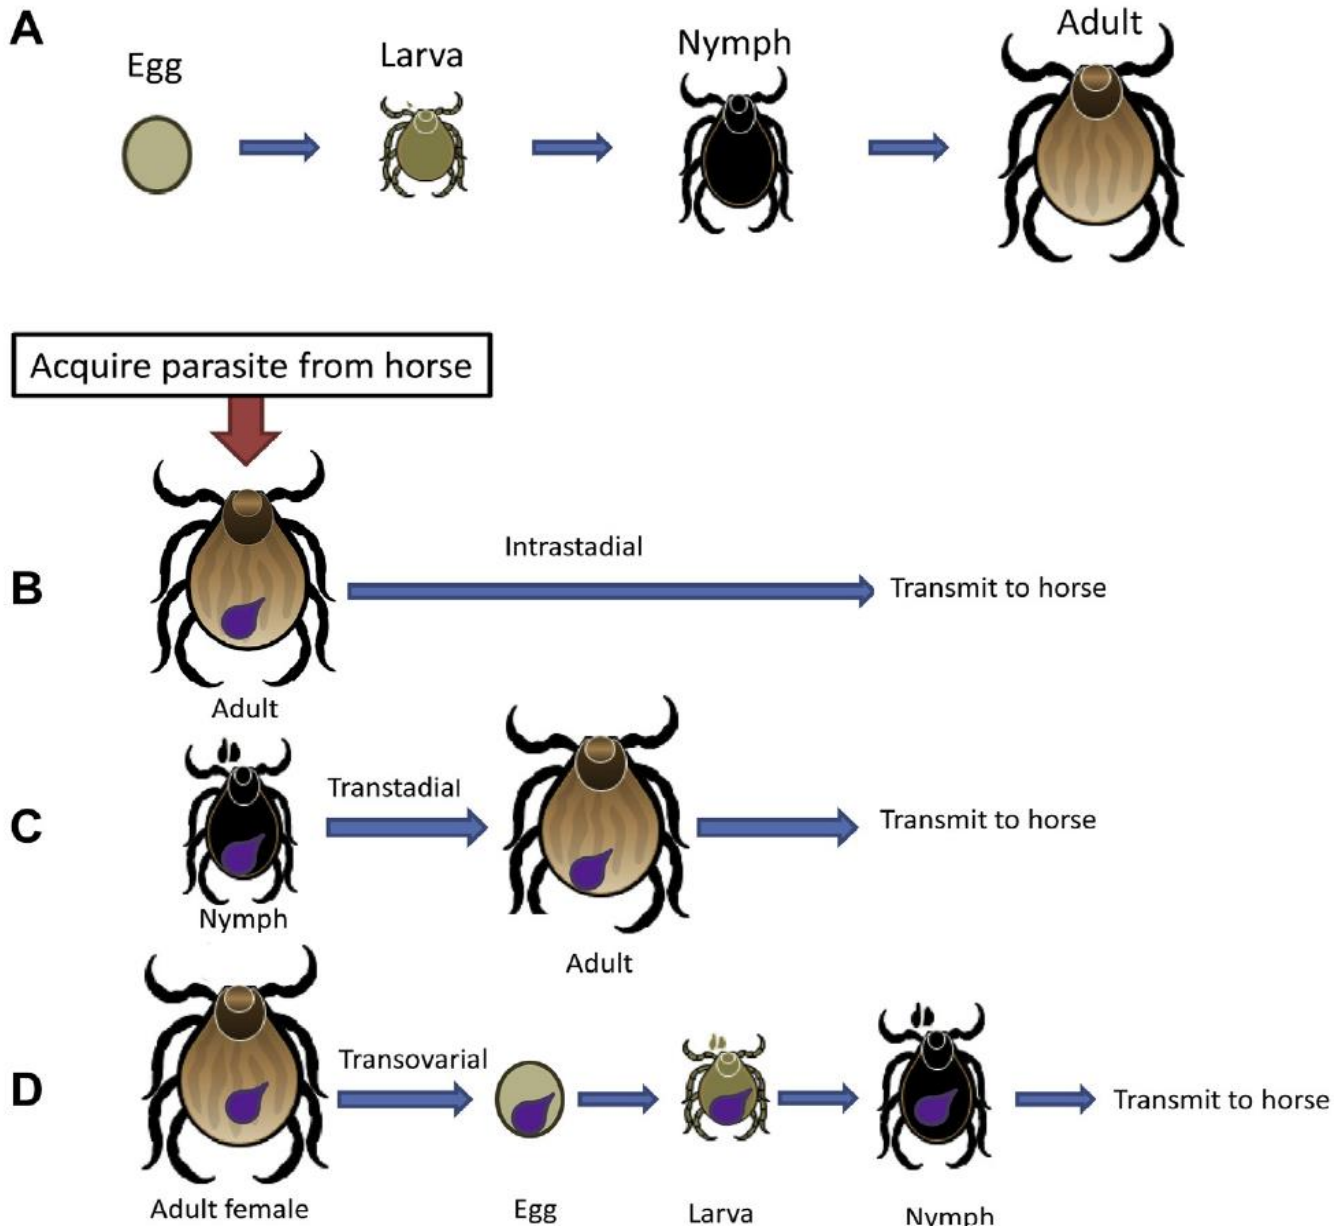 A
Egg
Larva
Nymph
Adult
Acquire parasite from horse
B
Intrastadial
Transmit to horse
Adult
C
Transtadial
Transmit to horse
Nymph
Adult
D
Transovarial
Transmit to horse
Adult female
Egg
Larva
Nymph